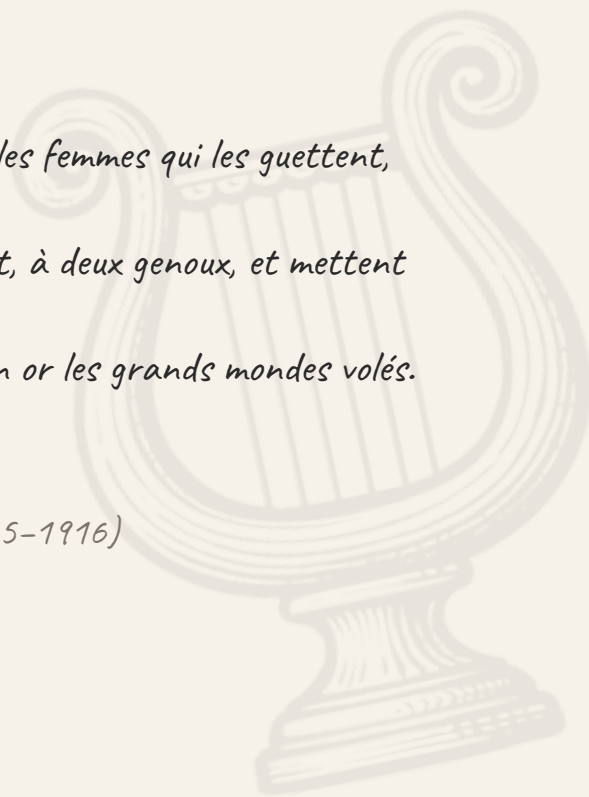 les femmes qui les guettent,
t, à deux genoux, et mettent
or les grands mondes volés.
5–1916)